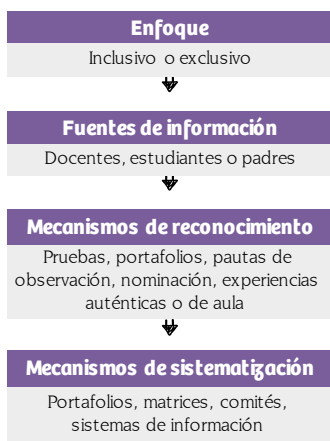 Enfoque
Inclusivo o exclusivo
Fuentes de información
Docentes, estudiantes o padres
Mecanismos de reconocimiento
Pruebas, portafolios, pautas de
observación, nominación, experiencias
auténticas o de aula
Mecanismos de sistematización
Portafolios, matrices, comités,
sistemas de información